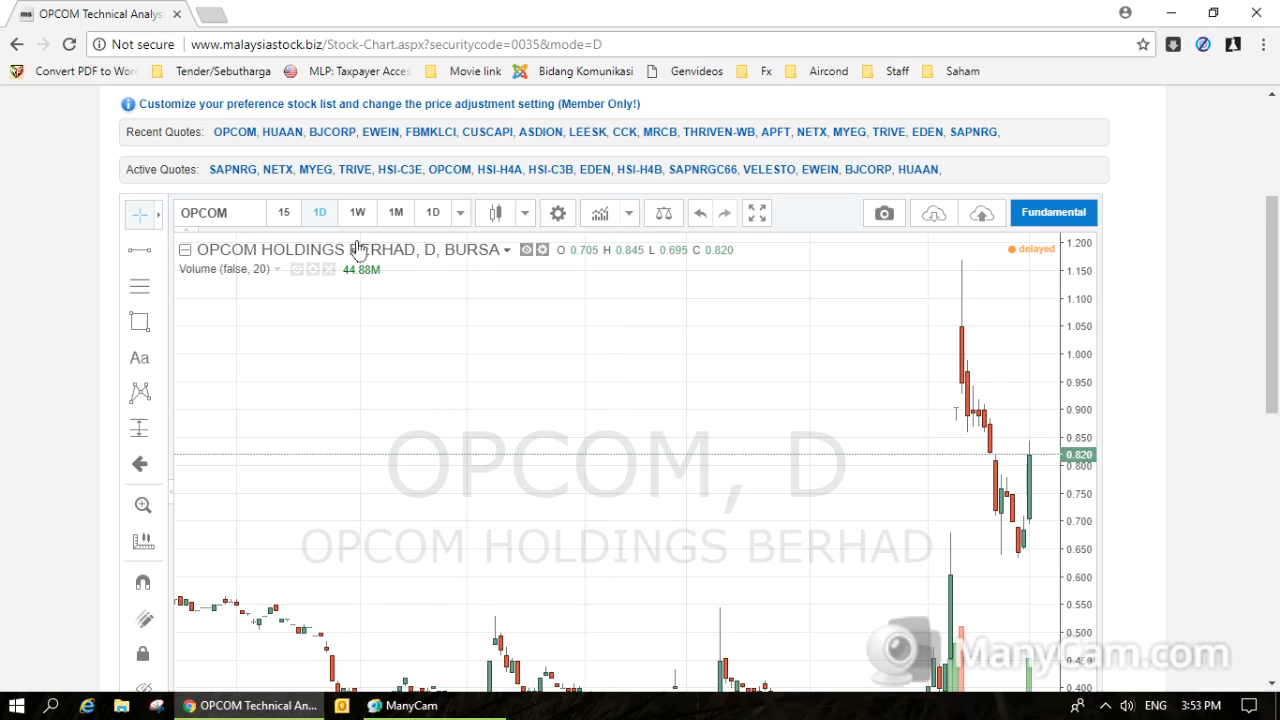 OPCOM Technical Analys
Not secure www.malaysiastock.biz/Stock-Chart.aspx?securitycode=0035&mode=D
Convert PDF to Wor Tender/Sebutharga MLP: Taxpayer Acces Movie link Bidang Komunikasi Genvideos Fx Aircond Staff Saham
Customize your preference stock list and change the price adjustment setting (Member Only!)
Recent Quotes: OPCOM, HUAAN, BJCORP, EWEIN, FBMKLCI, CUSCAPI, ASDION, LEESK, CCK, MRCB, THRIVEN-WB, APFT, NETX, MYEG, TRIVE, EDEN, SAPNRG,
Active Quotes: SAPNRG, NETX, MYEG, TRIVE, HSI-C3E, OPCOM, HSI-H4A, HSI-C3B, EDEN, HSI-H4B, SAPNRGC66, VELESTO, EWEIN, BJCORP, HUAAN,
OPCOM 15 1D 1W 1M 1D Fundamental
OPCOM HOLDINGS BERHAD, D, BURSA O 0.705 H 0.845 L 0.695 C 0.820 delayed
Volume (false, 20) 44.88M
1.200
1.150
1.100
1.050
1.000
0.950
0.900
0.850
0.820
0.800
0.750
0.700
0.650
0.600
0.550
0.500
0.450
0.400
OPCOM, D
OPCOM HOLDINGS BERHAD
Aa
ManyCam.com
OPCOM Technical An... ManyCam ENG 3:53 PM